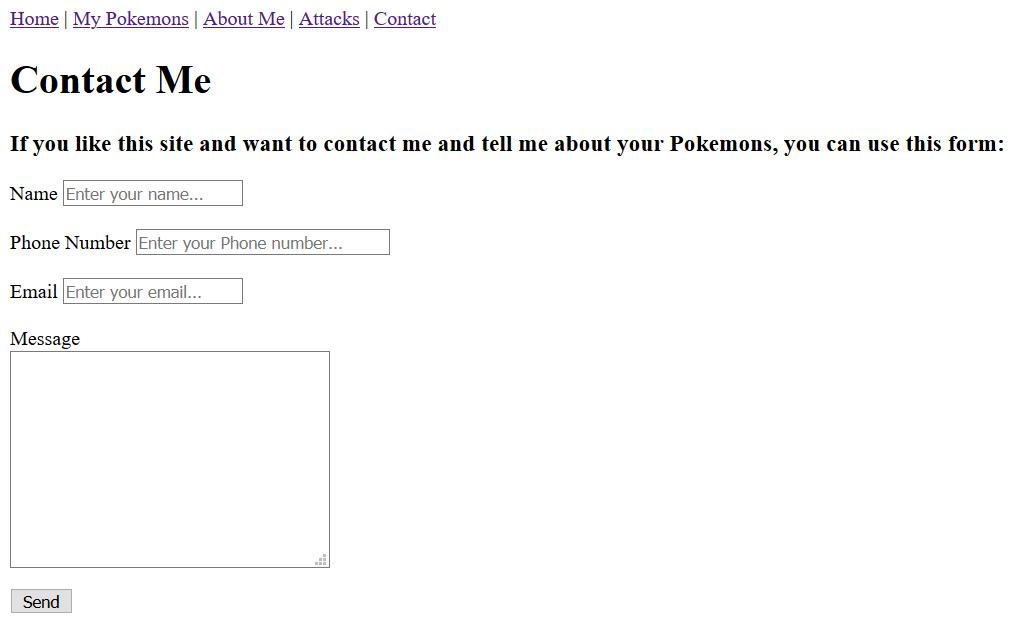 Home | My Pokemons | About Me | Attacks | Contact
Contact Me
If you like this site and want to contact me and tell me about your Pokemons, you can use this form:
Name Enter your name...
Phone Number Enter your Phone number...
Email Enter your email...
Message
Send